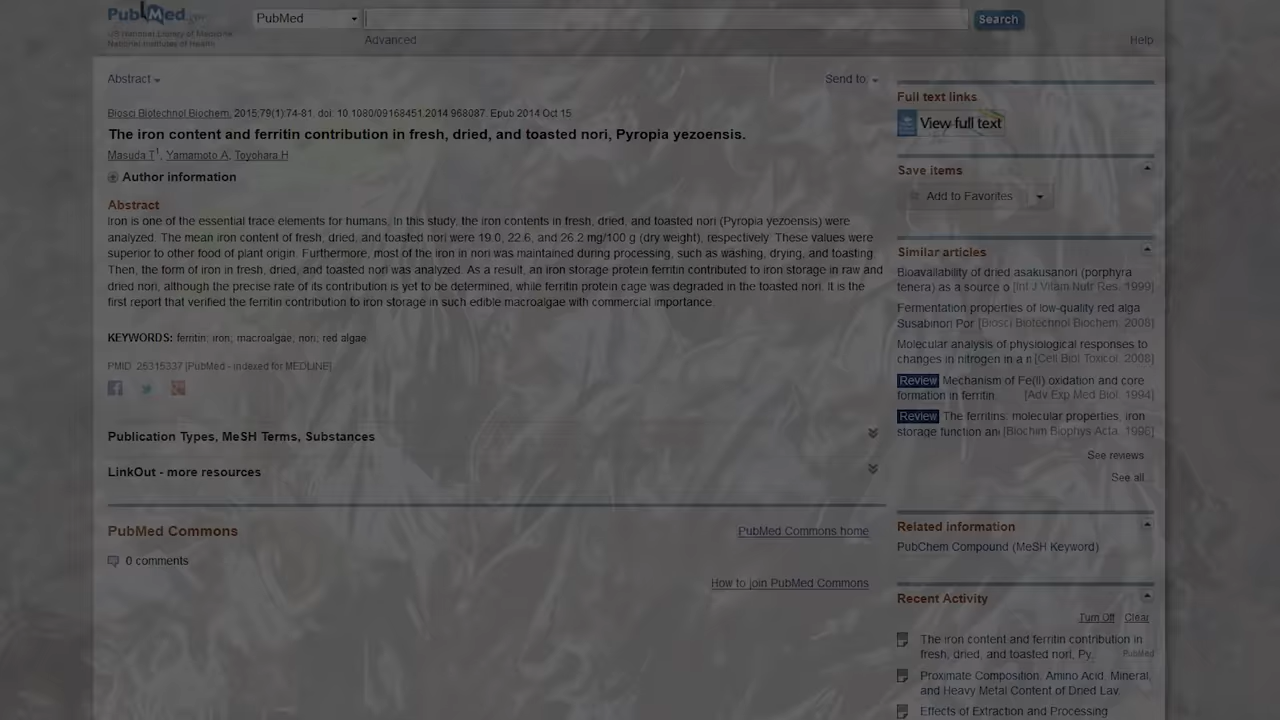 PubMed
US National Library of Medicine
National Institutes of Health
PubMed
Search
Advanced
Help
Abstract
Send to
Biosci Biotechnol Biochem. 2015;79(1):74-81. doi: 10.1080/09168451.2014.968087. Epub 2014 Oct 15
The iron content and ferritin contribution in fresh, dried, and toasted nori, Pyropia yezoensis.
Masuda T1, Yamamoto A, Toyohara H
Author information
Abstract
Iron is one of the essential trace elements for humans. In this study, the iron contents in fresh, dried, and toasted nori (Pyropia yezoensis) were
analyzed. The mean iron content of fresh, dried, and toasted nori were 19.0, 22.6, and 26.2 mg/100 g (dry weight), respectively. These values were
superior to other food of plant origin. Furthermore, most of the iron in nori was maintained during processing, such as washing, drying, and toasting.
Then, the form of iron in fresh, dried, and toasted nori was analyzed. As a result, an iron storage protein ferritin contributed to iron storage in raw and
dried nori, although the precise rate of its contribution is yet to be determined, while ferritin protein cage was degraded in the toasted nori. It is the
first report that verified the ferritin contribution to iron storage in such edible macroalgae with commercial importance.
KEYWORDS: ferritin; iron; macroalgae; nori; red algae
PMID: 25315337 [PubMed - indexed for MEDLINE]
Publication Types, MeSH Terms, Substances
LinkOut - more resources
PubMed Commons
PubMed Commons home
0 comments
How to join PubMed Commons
Full text links
View full text
Save items
Add to Favorites
Similar articles
Bioavailability of dried asakusanori (porphyra
tenera) as a source o [Int J Vitam Nutr Res. 1999]
Fermentation properties of low-quality red alga
Susabinori Por [Biosci Biotechnol Biochem. 2008]
Molecular analysis of physiological responses to
changes in nitrogen in a m [Cell Biol Toxicol. 2008]
Review Mechanism of Fe(II) oxidation and core
formation in ferritin. [Adv Exp Med Biol. 1994]
Review The ferritins: molecular properties, iron
storage function an [Biochim Biophys Acta. 1996]
See reviews
See all
Related information
PubChem Compound (MeSH Keyword)
Recent Activity
Turn Off Clear
The iron content and ferritin contribution in
fresh, dried, and toasted nori, Py. PubMed
Proximate Composition, Amino Acid, Mineral,
and Heavy Metal Content of Dried Lav.
Effects of Extraction and Processing